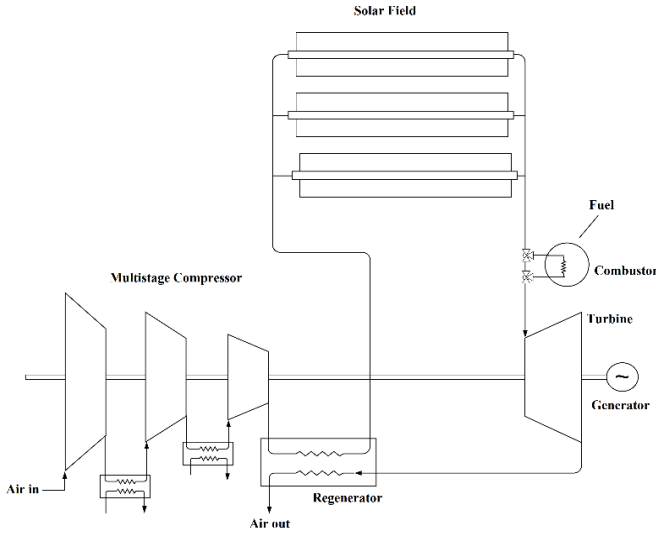 Solar Field
Fuel
Combustor
Multistage Compressor
Turbine
~
Generator
Air in
Regenerator
Air out